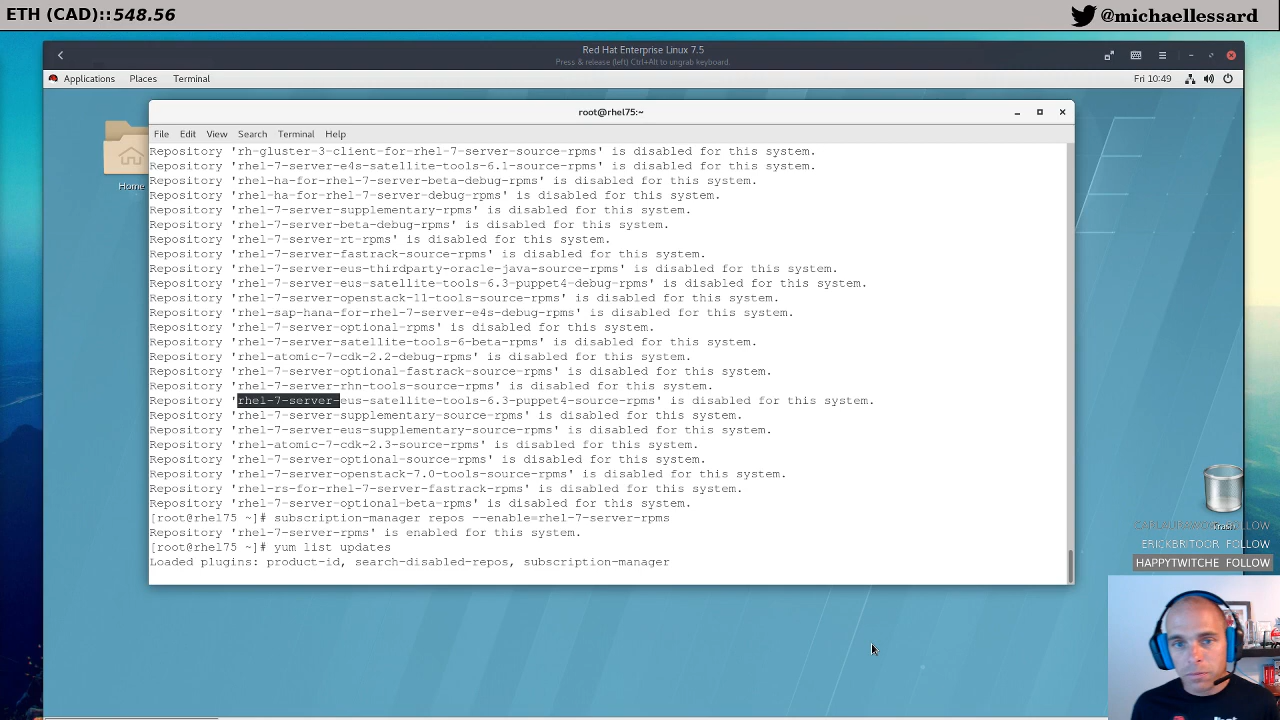 ETH (CAD)::548.56
@michaellessard
Red Hat Enterprise Linux 7.5
Press & release (left) Ctrl+Alt to ungrab keyboard.
Applications Places Terminal
Fri 10:49
root@rhel75:~
File Edit View Search Terminal Help
Home
Repository 'rh-gluster-3-client-for-rhel-7-server-source-rpms' is disabled for this system.
Repository 'rhel-7-server-e4s-satellite-tools-6.1-source-rpms' is disabled for this system.
Repository 'rhel-ha-for-rhel-7-server-beta-debug-rpms' is disabled for this system.
Repository 'rhel-ha-for-rhel-7-server-debug-rpms' is disabled for this system.
Repository 'rhel-7-server-supplementary-rpms' is disabled for this system.
Repository 'rhel-7-server-beta-debug-rpms' is disabled for this system.
Repository 'rhel-7-server-rt-rpms' is disabled for this system.
Repository 'rhel-7-server-fastrack-source-rpms' is disabled for this system.
Repository 'rhel-7-server-eus-thirdparty-oracle-java-source-rpms' is disabled for this system.
Repository 'rhel-7-server-eus-satellite-tools-6.3-puppet4-debug-rpms' is disabled for this system.
Repository 'rhel-7-server-openstack-11-tools-source-rpms' is disabled for this system.
Repository 'rhel-sap-hana-for-rhel-7-server-e4s-debug-rpms' is disabled for this system.
Repository 'rhel-7-server-optional-rpms' is disabled for this system.
Repository 'rhel-7-server-satellite-tools-6-beta-rpms' is disabled for this system.
Repository 'rhel-atomic-7-cdk-2.2-debug-rpms' is disabled for this system.
Repository 'rhel-7-server-optional-fastrack-source-rpms' is disabled for this system.
Repository 'rhel-7-server-rhn-tools-source-rpms' is disabled for this system.
Repository 'rhel-7-server-eus-satellite-tools-6.3-puppet4-source-rpms' is disabled for this system.
Repository 'rhel-7-server-supplementary-source-rpms' is disabled for this system.
Repository 'rhel-7-server-eus-supplementary-source-rpms' is disabled for this system.
Repository 'rhel-atomic-7-cdk-2.3-source-rpms' is disabled for this system.
Repository 'rhel-7-server-optional-source-rpms' is disabled for this system.
Repository 'rhel-7-server-openstack-7.0-tools-source-rpms' is disabled for this system.
Repository 'rhel-rs-for-rhel-7-server-fastrack-rpms' is disabled for this system.
Repository 'rhel-7-server-optional-beta-rpms' is disabled for this system.
[root@rhel75 ~]# subscription-manager repos --enable=rhel-7-server-rpms
Repository 'rhel-7-server-rpms' is enabled for this system.
[root@rhel75 ~]# yum list updates
Loaded plugins: product-id, search-disabled-repos, subscription-manager
Trash
FOLLOW
ERICKBRITOOR FOLLOW
HAPPYTWITCHE FOLLOW